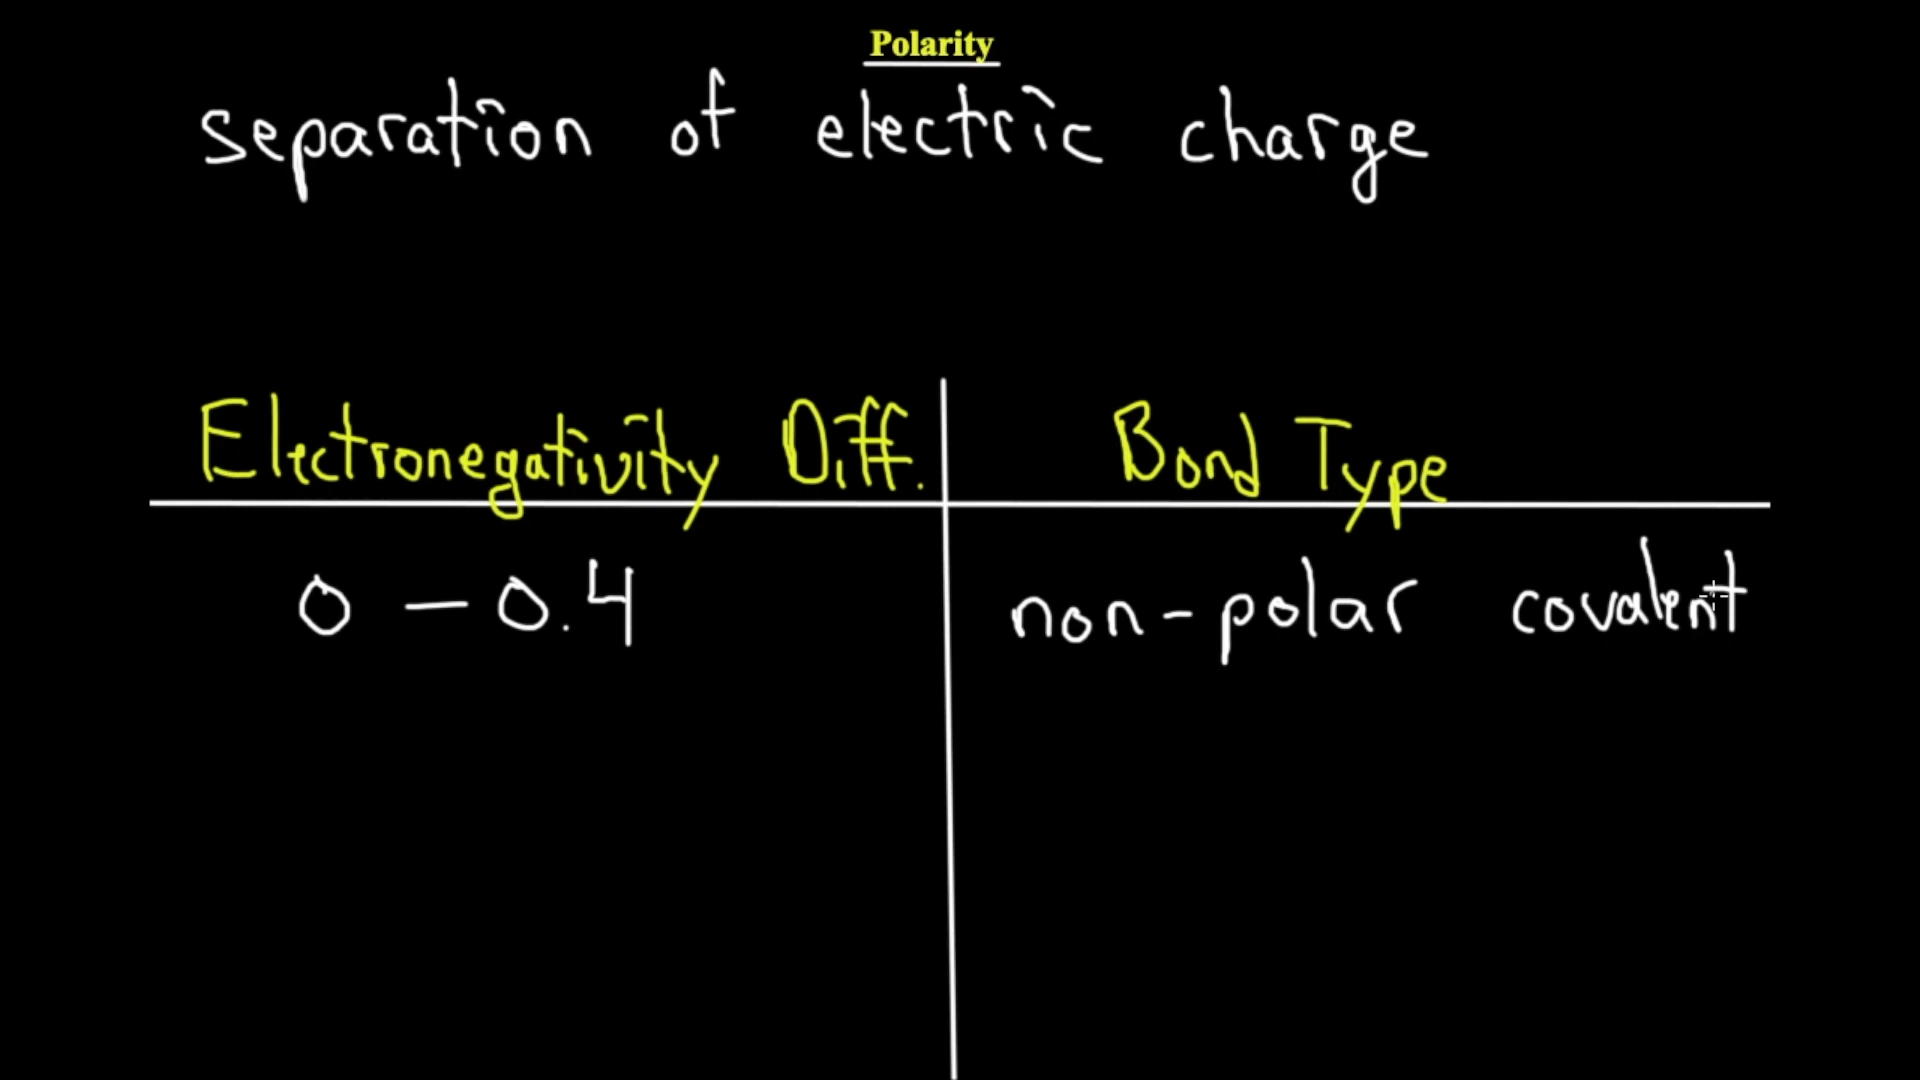 Polarity
separation of electric charge
Electronegativity Diff. Bond Type
0 - 0.4 non-polar covalent